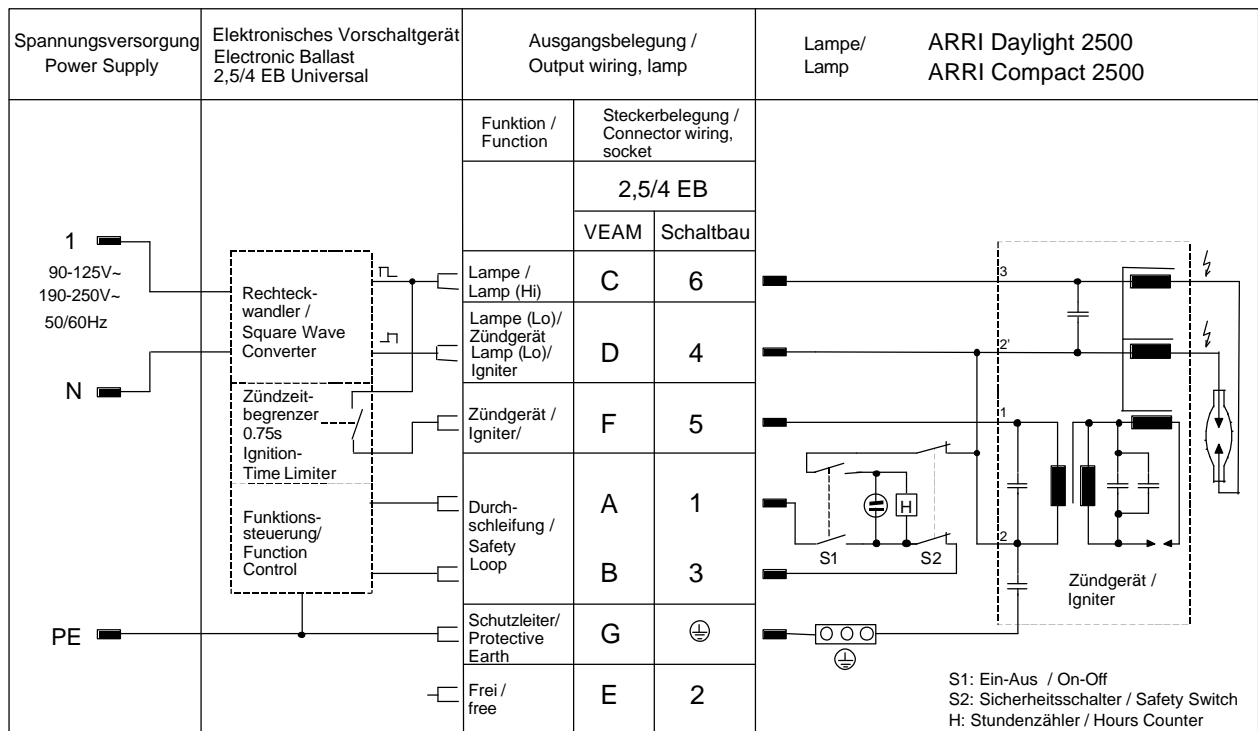 Spannungsversorgung
Power Supply
Elektronisches Vorschaltgerät
Electronic Ballast
2,5/4 EB Universal
Ausgangsbelegung /
Output wiring, lamp
Lampe/
Lamp
ARRI Daylight 2500
ARRI Compact 2500
Funktion /
Function
Steckerbelegung /
Connector wiring,
socket
2,5/4 EB
VEAM
Schaltbau
1
90-125V~
190-250V~
50/60Hz
N
PE
Rechteck-
wandler /
Square Wave
Converter
Zündzeit-
begrenzer
0.75s
Ignition-
Time Limiter
Funktions-
steuerung/
Function
Control
Lampe /
Lamp (Hi)
C
6
Lampe (Lo)/
Zündgerät
Lamp (Lo)/
Igniter
D
4
Zündgerät /
Igniter/
F
5
Durch-
schleifung /
Safety
Loop
A
1
B
3
Schutzleiter/
Protective
Earth
G
Frei /
free
E
2
3
2'
1
2
H
S1
S2
Zündgerät /
Igniter
S1: Ein-Aus / On-Off
S2: Sicherheitsschalter / Safety Switch
H: Stundenzähler / Hours Counter